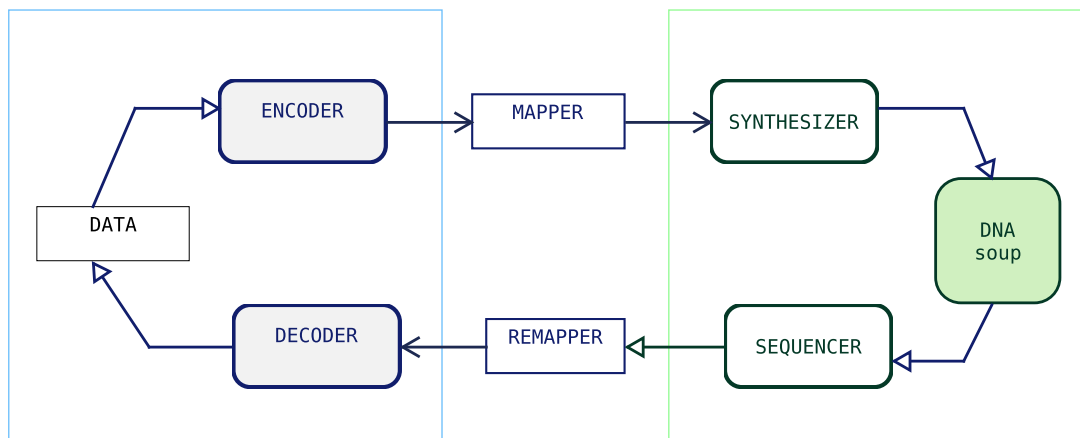 ENCODER
MAPPER
SYNTHESIZER
DATA
DNA
soup
DECODER
REMAPPER
SEQUENCER